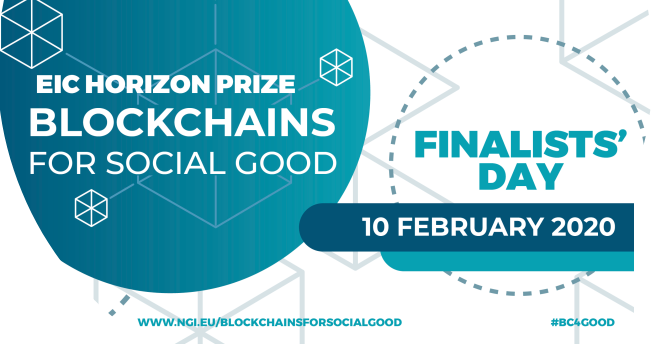 EIC HORIZON PRIZE
BLOCKCHAINS
FOR SOCIAL GOOD
FINALISTS’
DAY
10 FEBRUARY 2020
WWW.NGI.EU/BLOCKCHAINSFORSOCIALGOOD
#BC4GOOD